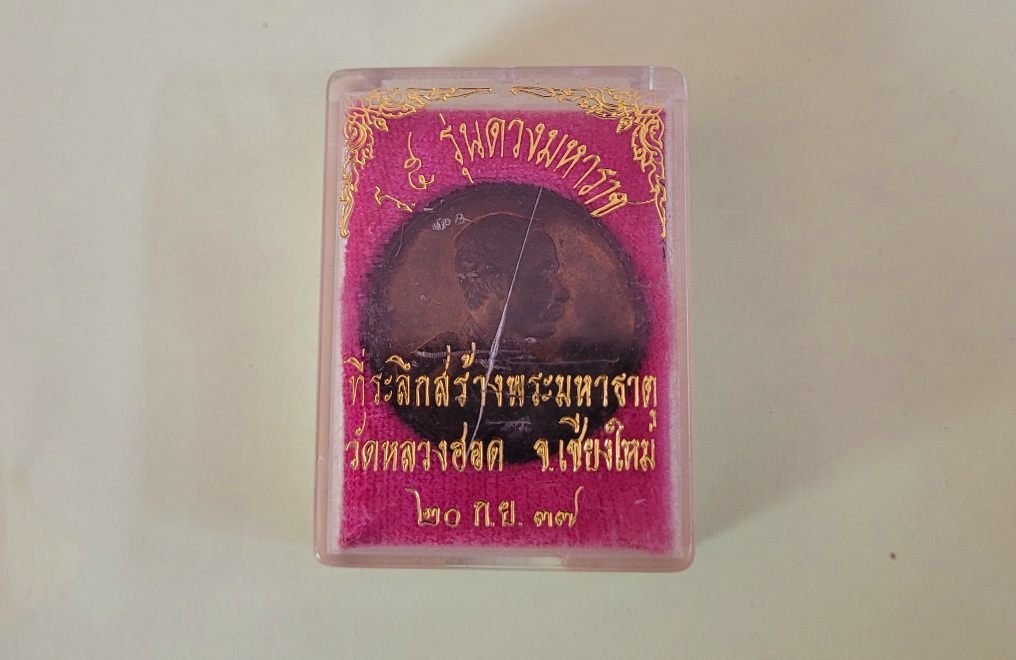 ร.๕ รุ่นดวงมหาราช
ที่ระลึกสร้างพระมหาธาตุ
วัดหลวงฮอด จ.เชียงใหม่
๒๐ ก.ย. ๓๗